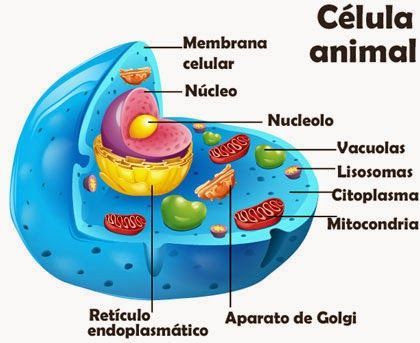 Célula
animal
Membrana
celular
Núcleo
Nucleolo
Vacuolas
Lisosomas
Citoplasma
Mitocondria
Retículo
endoplasmático
Aparato de Golgi